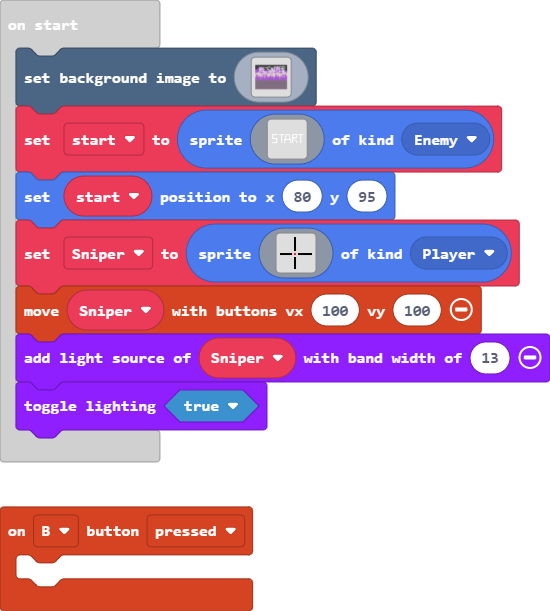 on start
set background image to
set start to sprite START of kind Enemy
set start position to x 80 y 95
set Sniper to sprite of kind Player
move Sniper with buttons vx 100 vy 100
add light source of Sniper with band width of 13
toggle lighting true
on B button pressed